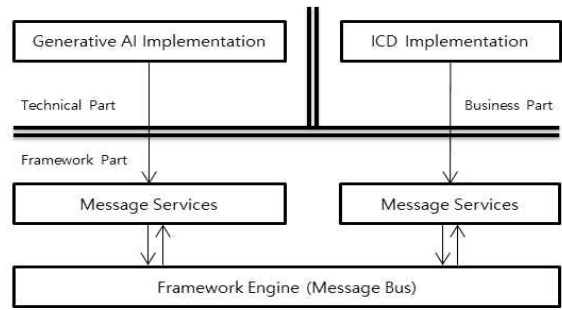 Generative AI Implementation
ICD Implementation
Technical Part
Business Part
Framework Part
Message Services
Message Services
Framework Engine (Message Bus)